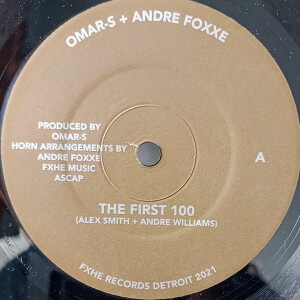 OMAR-S + ANDRE FOXXE
PRODUCED BY
OMAR-S
HORN ARRANGEMENTS BY
ANDRE FOXXE
FXHE MUSIC
ASCAP
A
THE FIRST 100
(ALEX SMITH + ANDRE WILLIAMS)
FXHE RECORDS DETROIT 2021